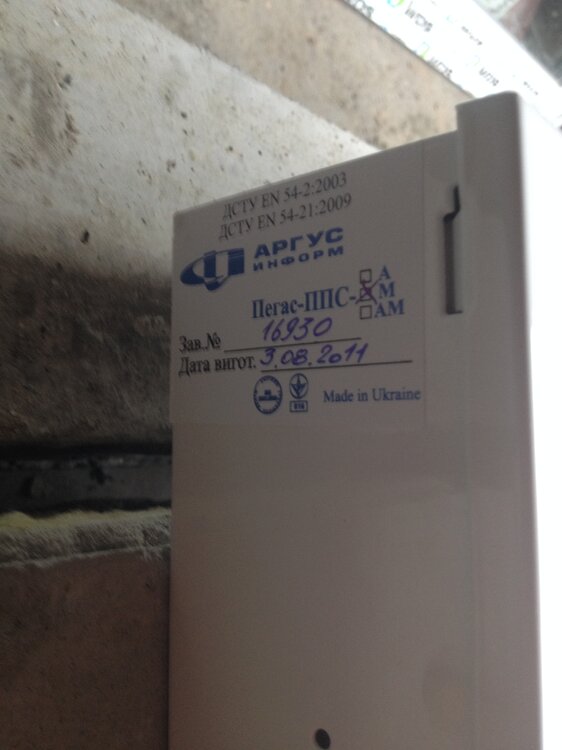 ДСТУ EN 54-2:2003
ДСТУ EN 54-21:2009
АРГУС
ИНФОРМ
Пегас-ППС-
А
М
АМ
Зав.№ 16930
Дата вигот. 3.08.2011
Made in Ukraine